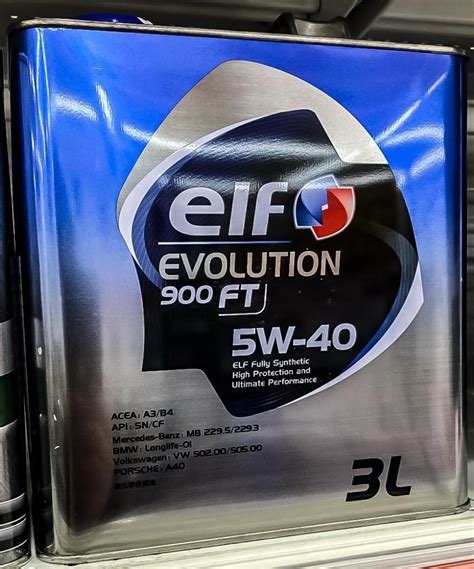 elf
EVOLUTION
900 FT
5W-40
ELF Fully Synthetic
High Protection and
Ultimate Performance
ACEA: A3/B4
API: SN/CF
Mercedes-Benz: MB 229.5/229.3
BMW: Longlife-01
Volkswagen: VW 502.00/505.00
PORSCHE: A40
3L